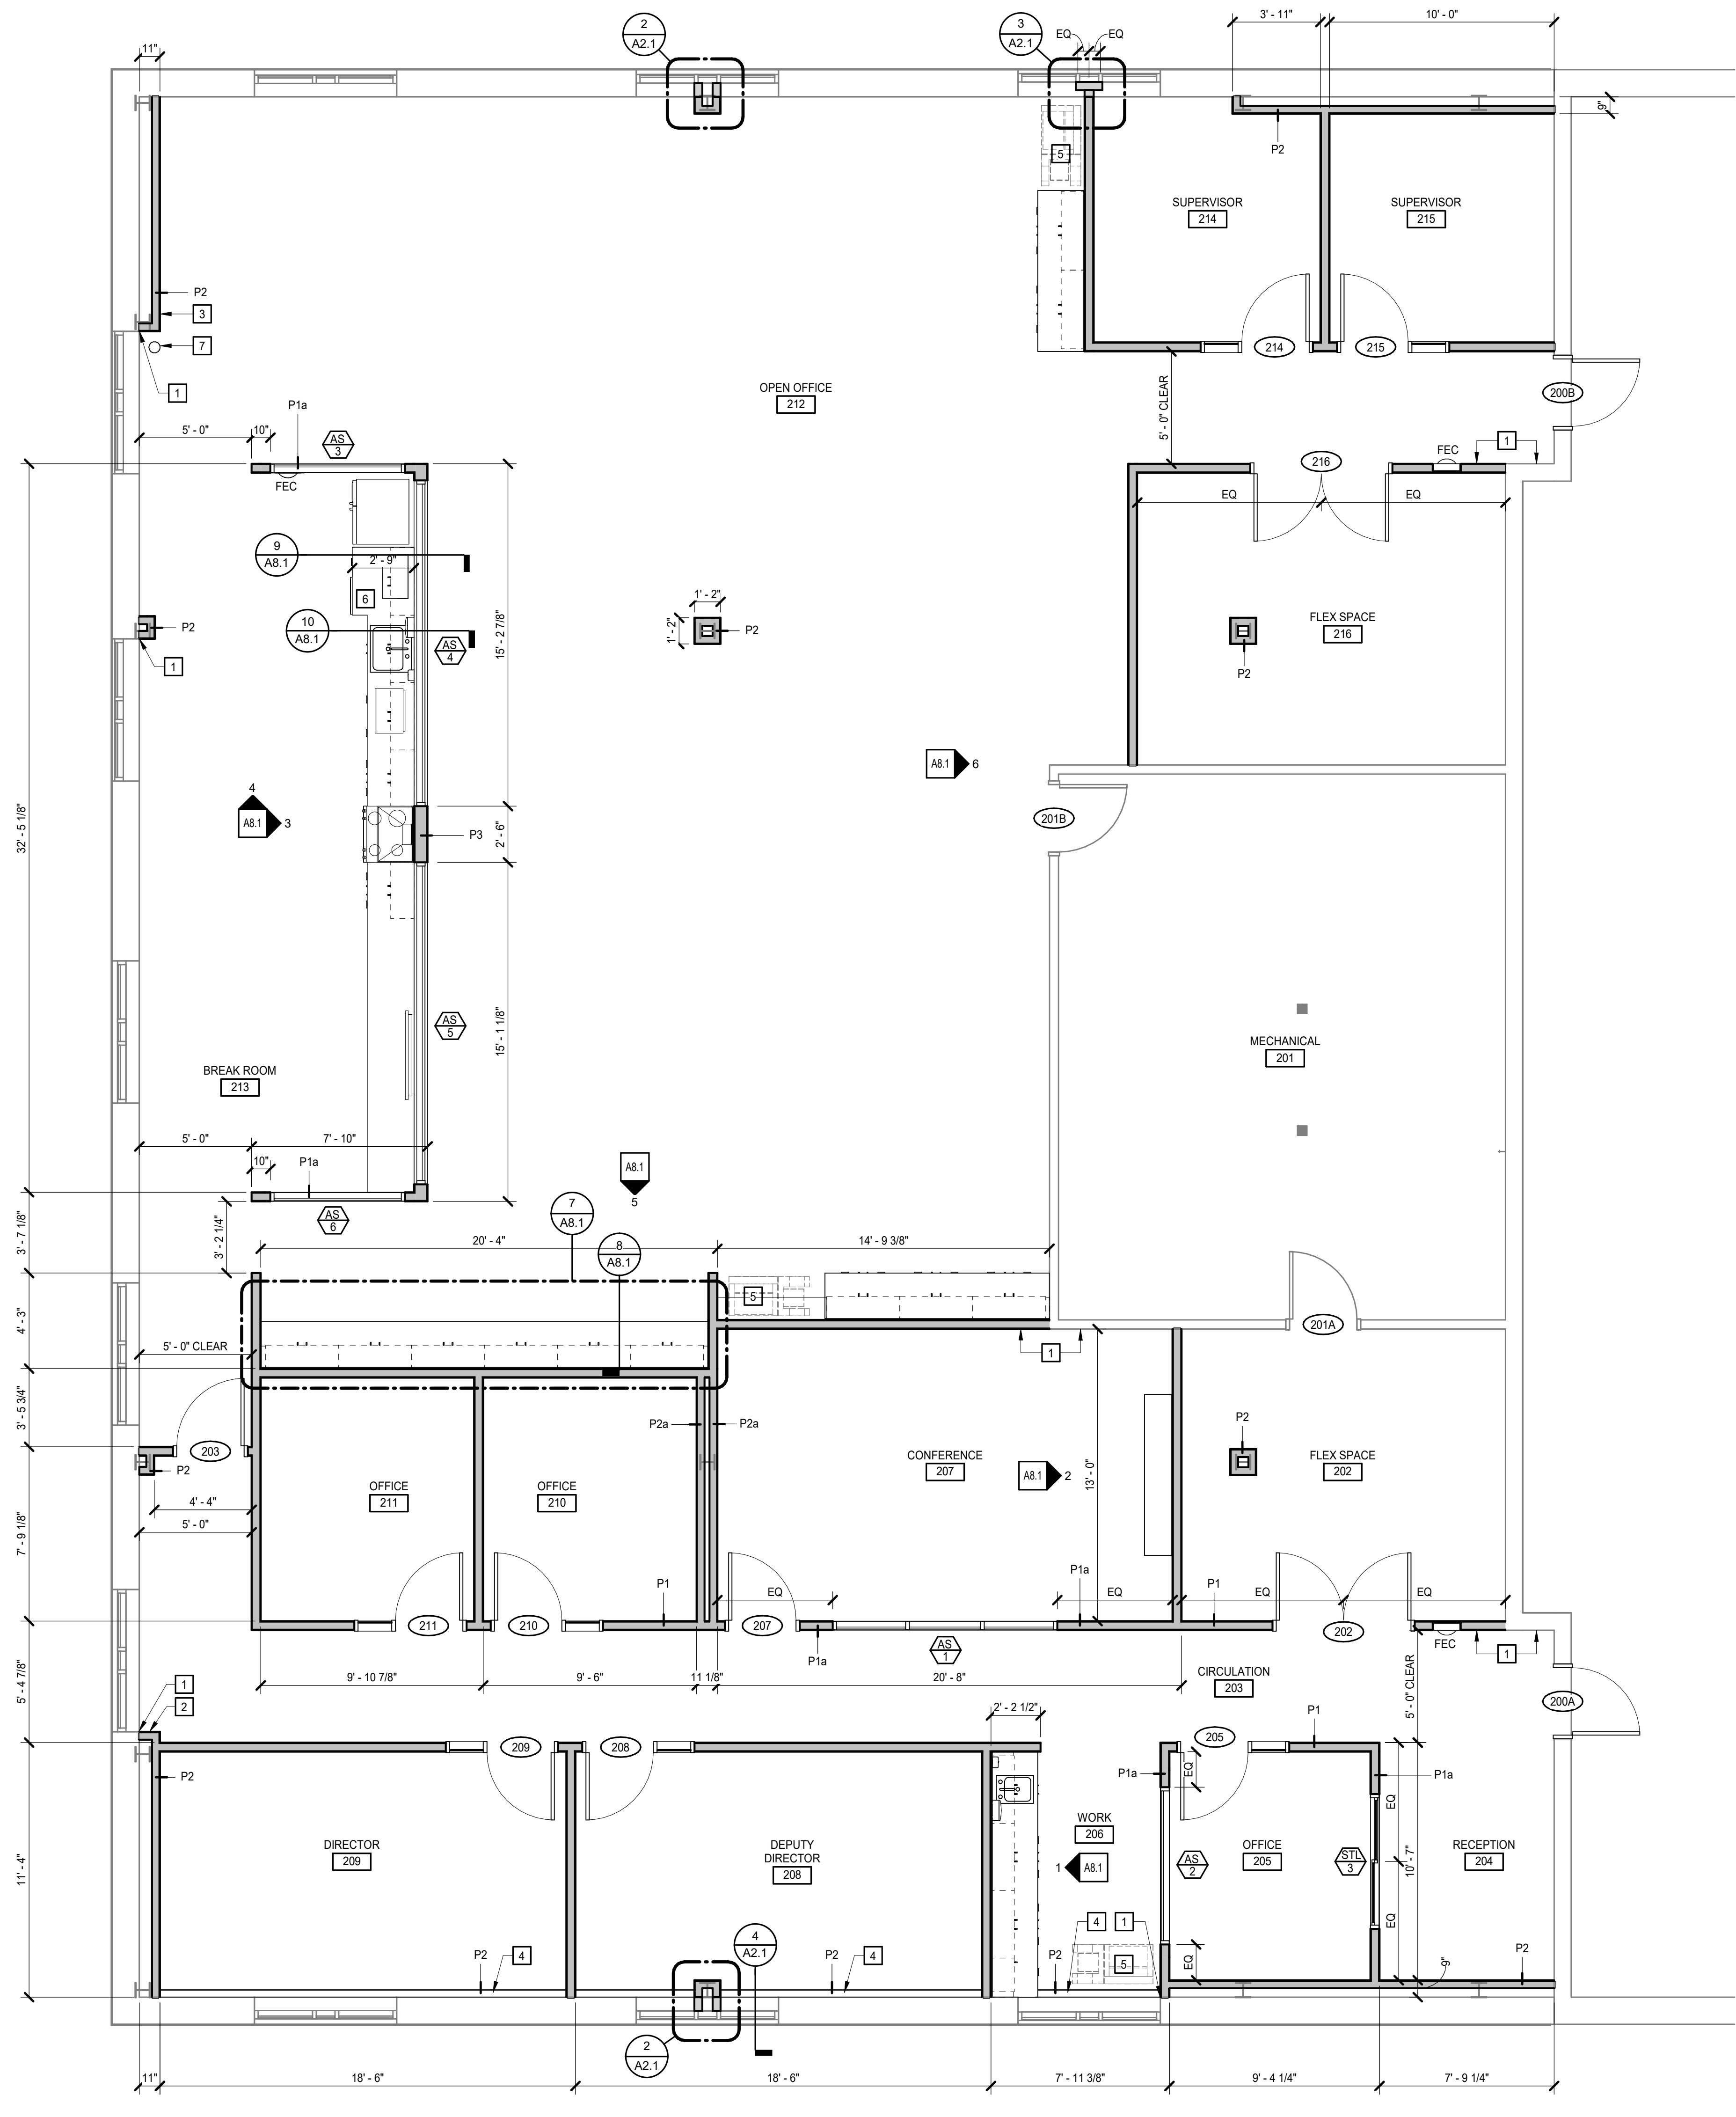 2
A2.1
3
A2.1
EQ
EQ
3' - 11"
10' - 0"
11"
9"
5
P2
SUPERVISOR
214
SUPERVISOR
215
P2
3
7
1
214
215
OPEN OFFICE
212
5' - 0" CLEAR
200B
P1a
5' - 0"
10"
AS
3
FEC
216
FEC
1
EQ
EQ
9
A8.1
2' - 9"
6
10
A8.1
AS
4
15' - 2 7/8"
1' - 2"
1' - 2"
P2
P2
1
FLEX SPACE
216
P2
A8.1
6
4
A8.1
3
P3
2' - 6"
201B
32' - 5 1/8"
AS
5
15' - 1 1/8"
MECHANICAL
201
BREAK ROOM
213
5' - 0"
7' - 10"
10"
P1a
A8.1
5
AS
6
7
A8.1
3' - 7 1/8"
3' - 2 1/4"
20' - 4"
8
A8.1
14' - 9 3/8"
5
4' - 3"
5' - 0" CLEAR
201A
1
3' - 5 3/4"
P2a
P2a
203
P2
P2
CONFERENCE
207
A8.1
2
13' - 0"
FLEX SPACE
202
OFFICE
211
OFFICE
210
4' - 4"
5' - 0"
7' - 9 1/8"
P1
EQ
P1a
EQ
P1
EQ
EQ
211
210
207
202
AS
1
P1a
FEC
1
9' - 10 7/8"
9' - 6"
11 1/8"
20' - 8"
CIRCULATION
203
5' - 4 7/8"
1
2
5' - 0" CLEAR
200A
2' - 2 1/2"
P1
209
208
205
P2
P1a
EQ
P1a
EQ
WORK
206
DIRECTOR
209
DEPUTY
DIRECTOR
208
1
A8.1
AS
2
OFFICE
205
STL
3
RECEPTION
204
10' - 7"
11' - 4"
4
1
EQ
P2
4
4
A2.1
P2
4
P2
5
EQ
9"
P2
2
A2.1
11"
18' - 6"
18' - 6"
7' - 11 3/8"
9' - 4 1/4"
7' - 9 1/4"